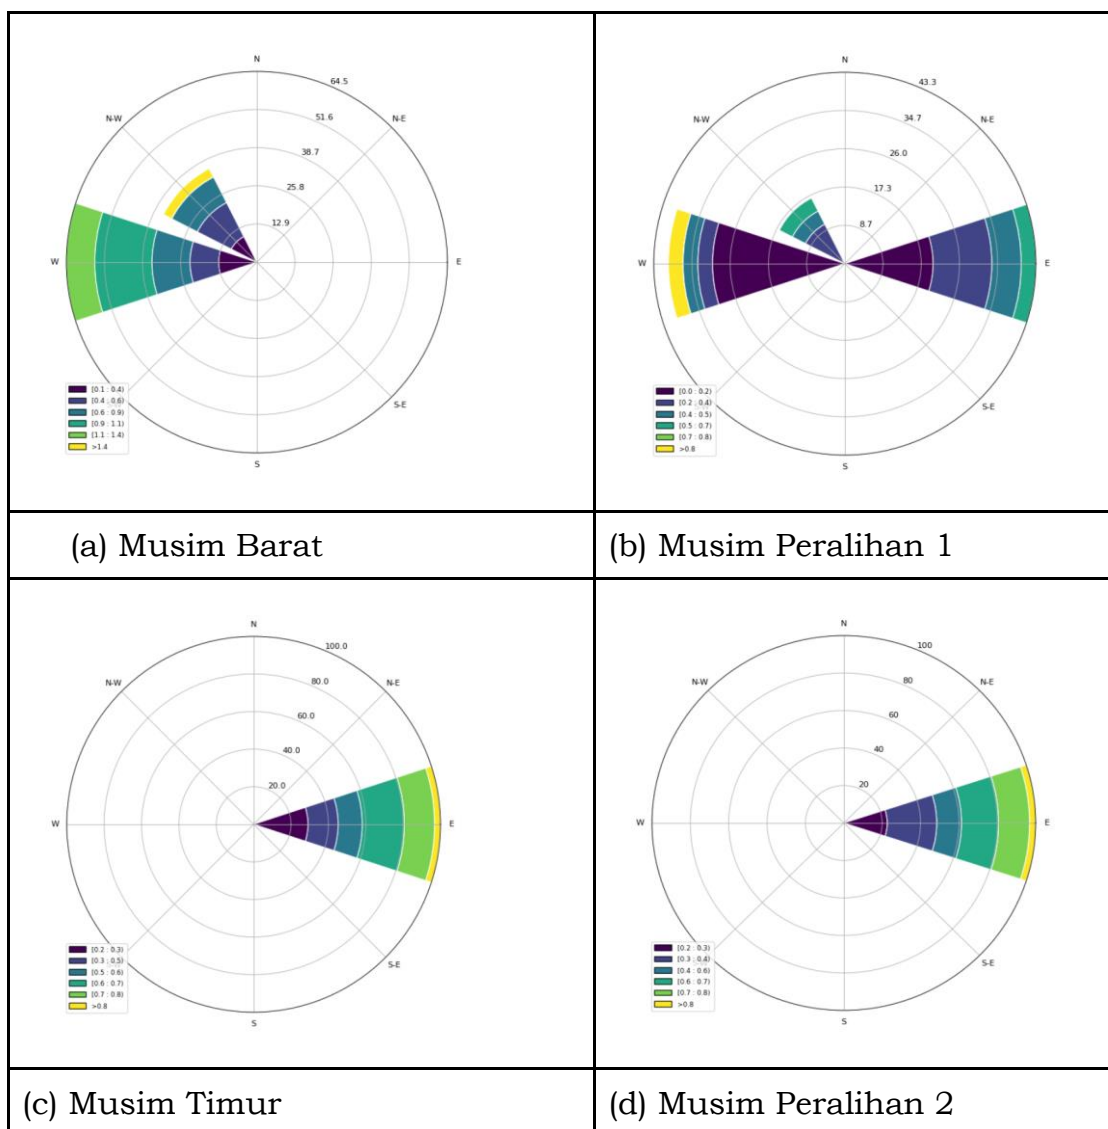 N
64.5
51.6
38.7
25.8
12.9
N-W
N-E
W
E
S-E
S
[0.1 : 0.4)
[0.4 : 0.6)
[0.6 : 0.9)
[0.9 : 1.1)
[1.1 : 1.4)
>1.4
N
43.3
34.7
26.0
17.3
8.7
N-W
N-E
W
E
S-E
S
[0.0 : 0.2)
[0.2 : 0.4)
[0.4 : 0.5)
[0.5 : 0.7)
[0.7 : 0.8)
>0.8
(a) Musim Barat
(b) Musim Peralihan 1
N
100.0
80.0
60.0
40.0
20.0
N-W
N-E
W
E
S-E
S
[0.2 : 0.3)
[0.3 : 0.5)
[0.5 : 0.6)
[0.6 : 0.7)
[0.7 : 0.8)
>0.8
N
100
80
60
40
20
N-W
N-E
W
E
S-E
S
[0.2 : 0.3)
[0.3 : 0.4)
[0.4 : 0.6)
[0.6 : 0.7)
[0.7 : 0.8)
>0.8
(c) Musim Timur
(d) Musim Peralihan 2